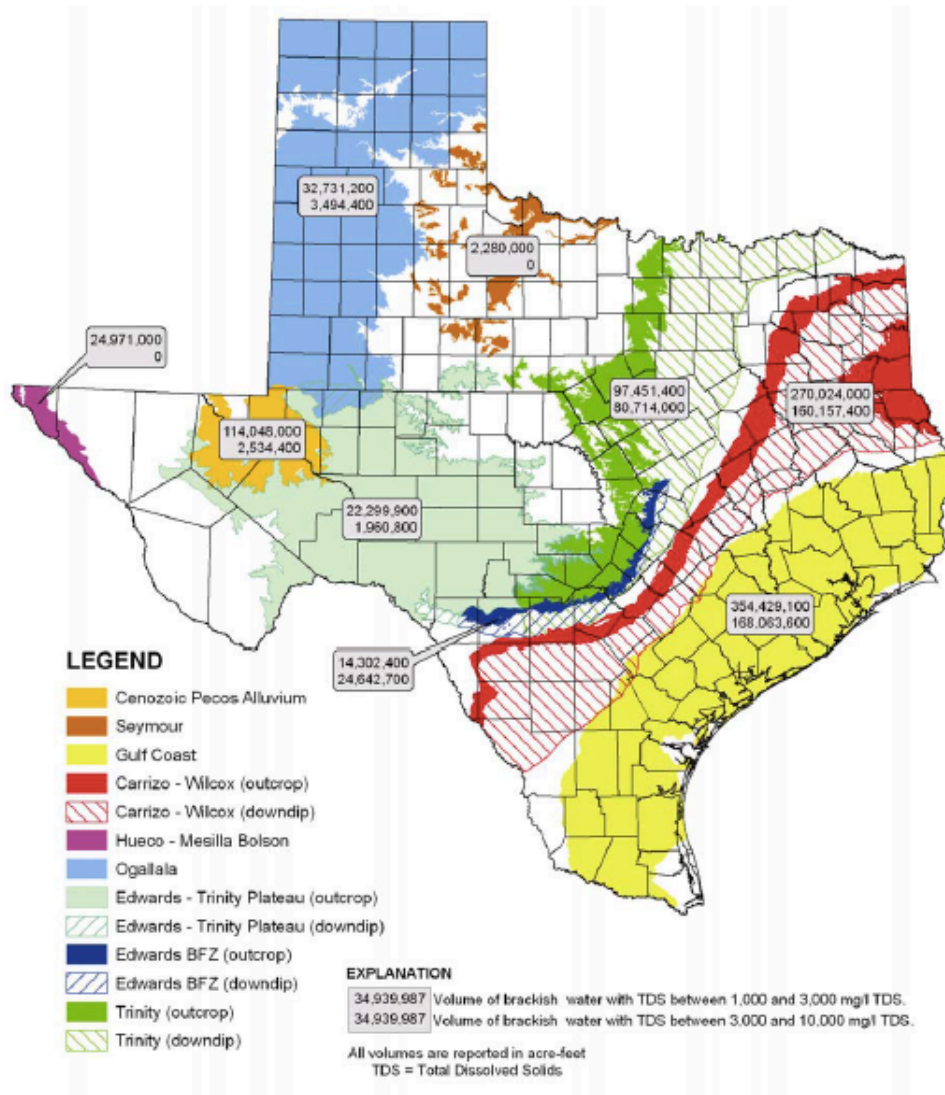 32,731,200
3,494,400
2,280,000
0
24,971,000
0
97,451,400
80,714,000
270,024,000
160,157,400
114,048,000
2,534,400
22,299,900
1,960,800
354,429,100
168,063,600
14,302,400
24,642,700
LEGEND
Cenozoic Pecos Alluvium
Seymour
Gulf Coast
Carrizo - Wilcox (outcrop)
Carrizo - Wilcox (downdip)
Hueco - Mesilla Bolson
Ogallala
Edwards - Trinity Plateau (outcrop)
Edwards - Trinity Plateau (downdip)
Edwards BFZ (outcrop)
Edwards BFZ (downdip)
Trinity (outcrop)
Trinity (downdip)
EXPLANATION
34,939,987 Volume of brackish water with TDS between 1,000 and 3,000 mg/l TDS.
34,939,987 Volume of brackish water with TDS between 3,000 and 10,000 mg/l TDS.
All volumes are reported in acre-feet
TDS = Total Dissolved Solids